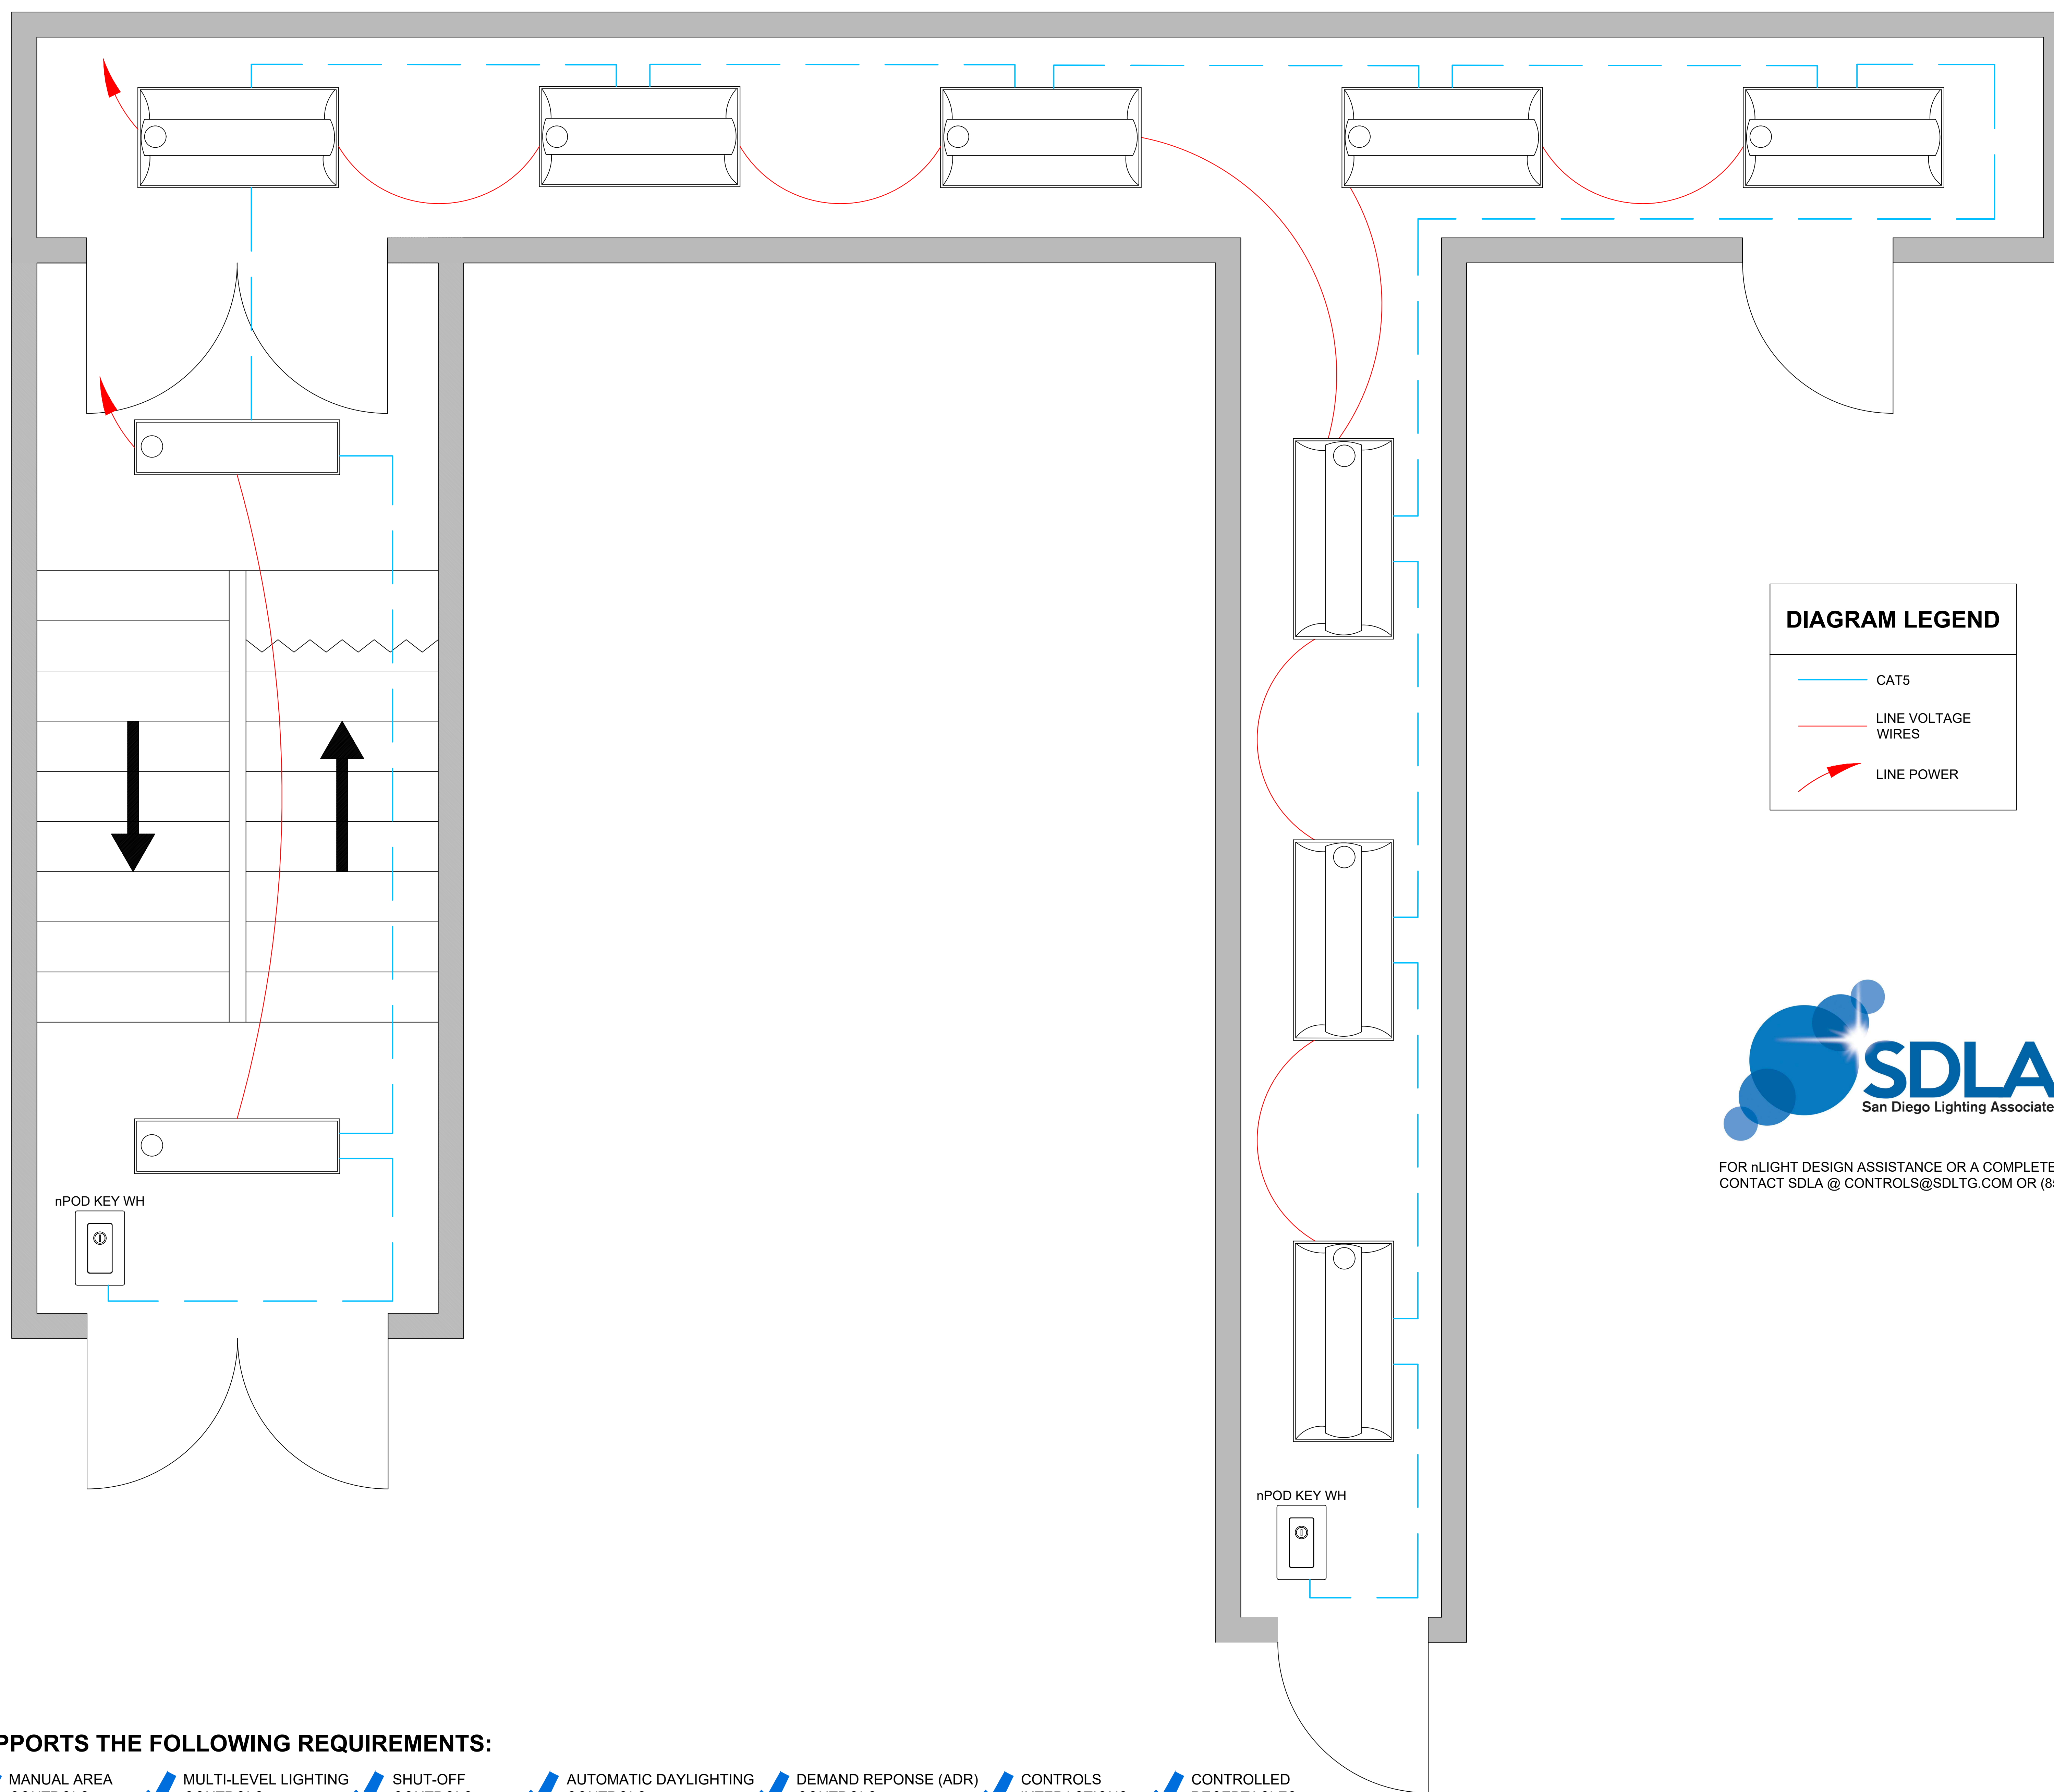 DIAGRAM LEGEND
CAT5
LINE VOLTAGE
WIRES
LINE POWER
SDLA
San Diego Lighting Associate
FOR nLIGHT DESIGN ASSISTANCE OR A COMPLETE
CONTACT SDLA @ CONTROLS@SDLTG.COM OR (85
nPOD KEY WH
nPOD KEY WH
PPORTS THE FOLLOWING REQUIREMENTS:
MANUAL AREA
MULTI-LEVEL LIGHTING
SHUT-OFF
AUTOMATIC DAYLIGHTING
DEMAND REPONSE (ADR)
CONTROLS
CONTROLLED